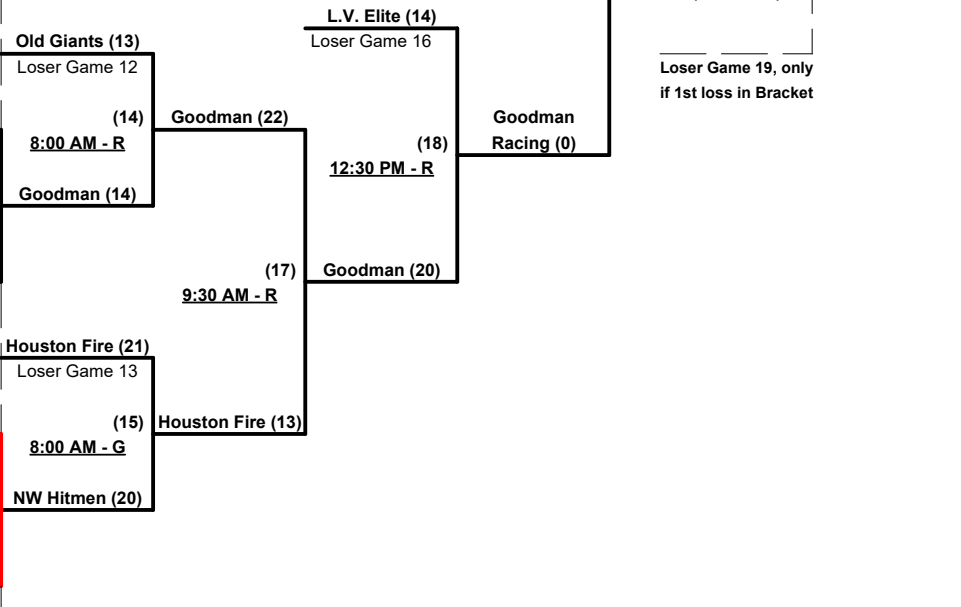 L.V. Elite (14)
Loser Game 16
Old Giants (13)
Loser Game 12
Loser Game 19, only
if 1st loss in Bracket
(14)
8:00 AM - R
Goodman (22)
Goodman
Racing (0)
(18)
12:30 PM - R
Goodman (14)
(17)
9:30 AM - R
Goodman (20)
Houston Fire (21)
Loser Game 13
(15)
8:00 AM - G
Houston Fire (13)
NW Hitmen (20)